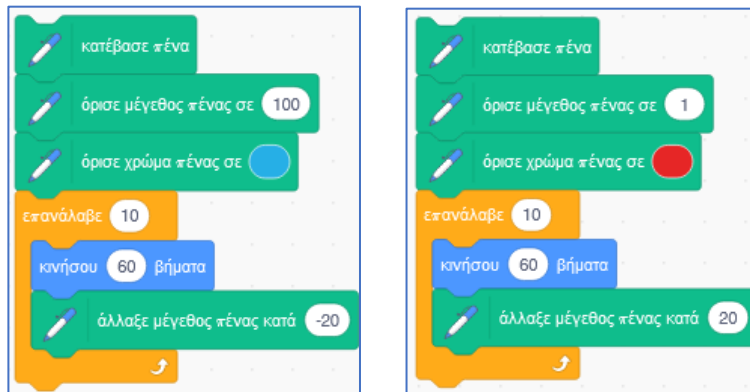 κατέβασε πένα
όρισε μέγεθος πένας σε 100
όρισε χρώμα πένας σε
επανάλαβε 10
κινήσου 60 βήματα
άλλαξε μέγεθος πένας κατά -20
κατέβασε πένα
όρισε μέγεθος πένας σε 1
όρισε χρώμα πένας σε
επανάλαβε 10
κινήσου 60 βήματα
άλλαξε μέγεθος πένας κατά 20